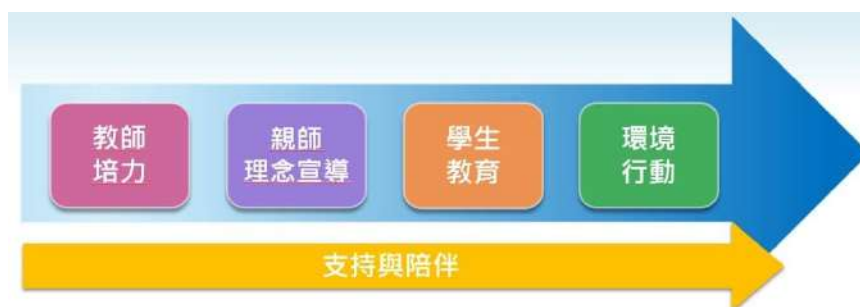 教師
培力
親師
理念宣導
學生
教育
環境
行動
支持與陪伴